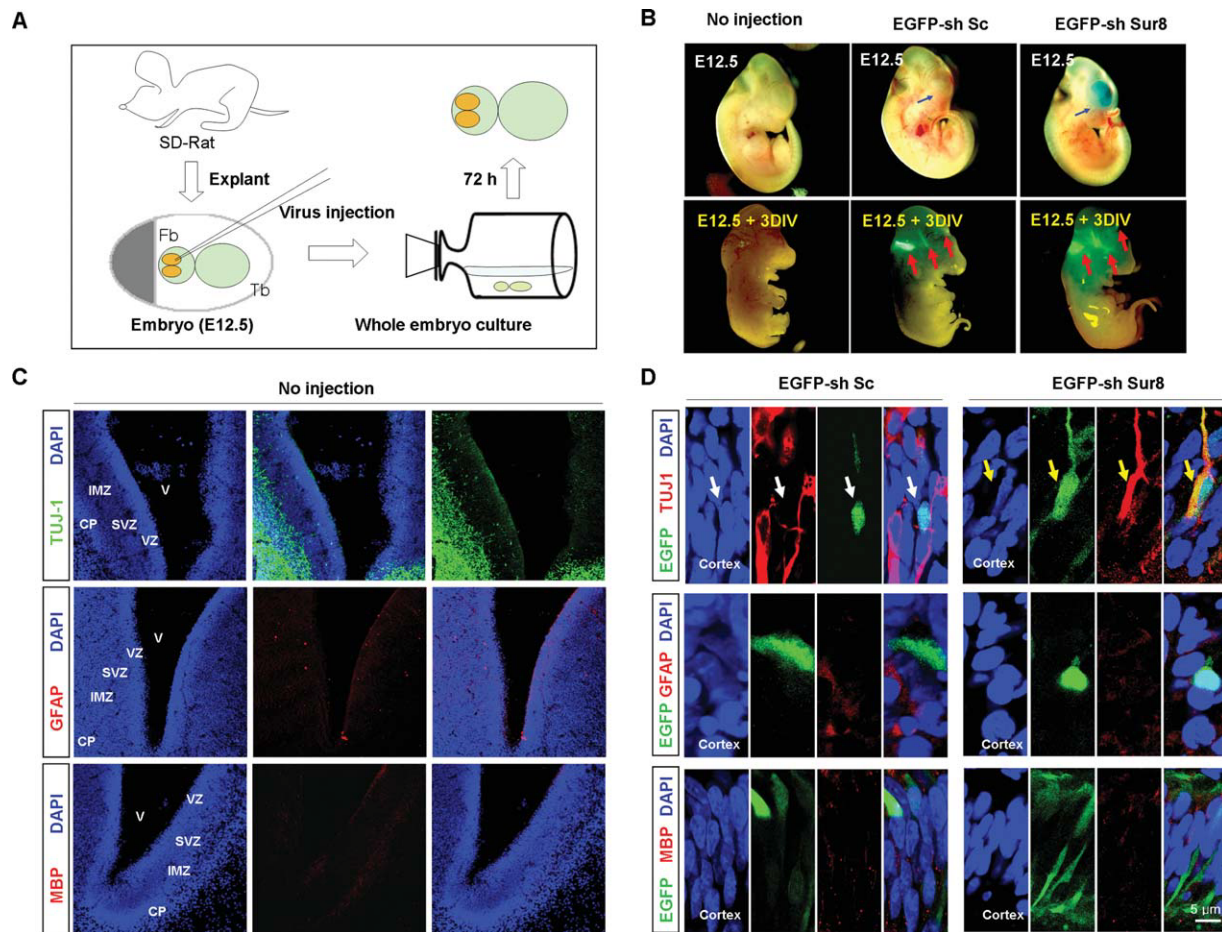 A
SD-Rat
Explant
Virus injection
Fb
Tb
Embryo (E12.5)
72 h
Whole embryo culture
B
No injection
EGFP-sh Sc
EGFP-sh Sur8
E12.5
E12.5
E12.5
E12.5 + 3DIV
E12.5 + 3DIV
E12.5 + 3DIV
C
No injection
TUJ-1 DAPI
IMZ
V
CP
SVZ
VZ
GFAP DAPI
V
VZ
SVZ
IMZ
CP
MBP DAPI
V
VZ
SVZ
IMZ
CP
D
EGFP-sh Sc
EGFP-sh Sur8
EGFP TUJ1 DAPI
Cortex
Cortex
EGFP GFAP DAPI
Cortex
Cortex
EGFP MBP DAPI
Cortex
Cortex
5 μm